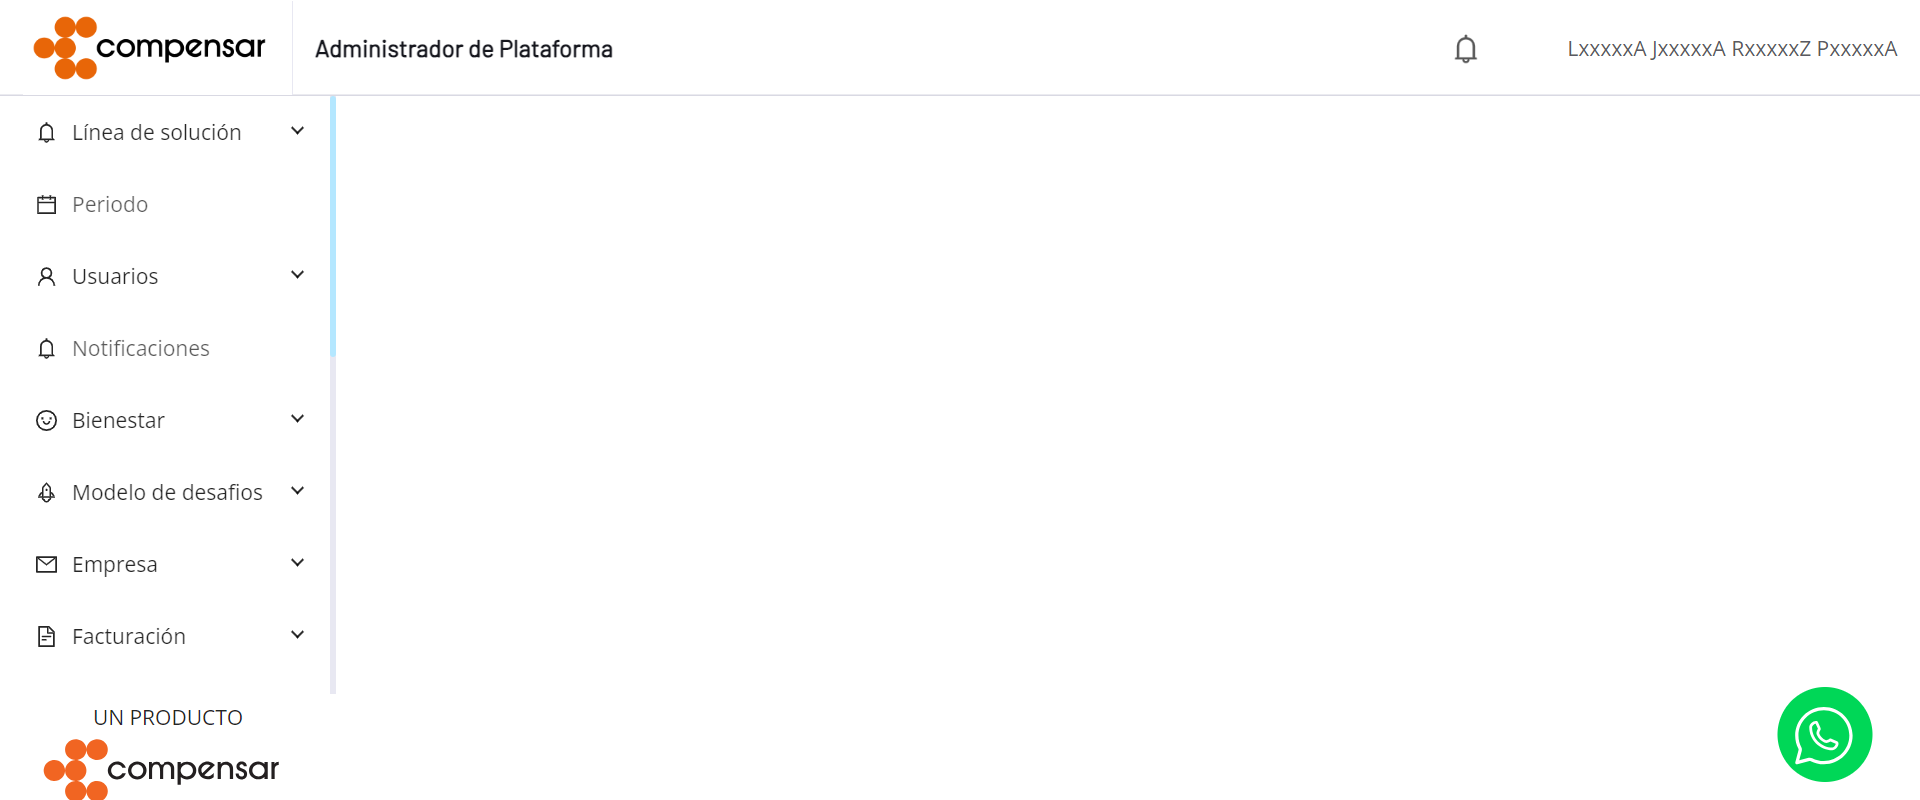 compensar
Administrador de Plataforma
LxxxxxA JxxxxxA RxxxxxZ PxxxxxA
Línea de solución
Periodo
Usuarios
Notificaciones
Bienestar
Modelo de desafios
Empresa
Facturación
UN PRODUCTO
compensar